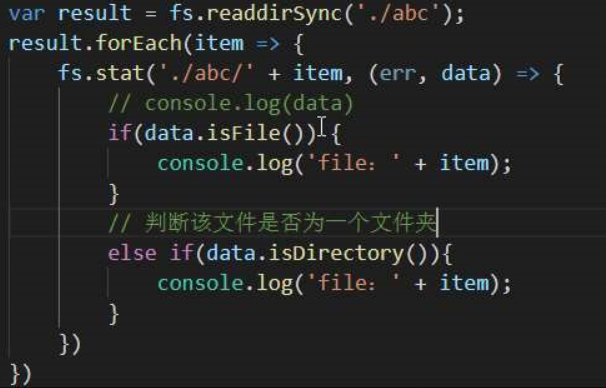 var result = fs.readdirSync('./abc');
result.forEach(item => {
    fs.stat('./abc/' + item, (err, data) => {
        // console.log(data)
        if(data.isFile()) {
            console.log('file：' + item);
        }
        // 判断该文件是否为一个文件夹
        else if(data.isDirectory()){
            console.log('file：' + item);
        }
    })
})